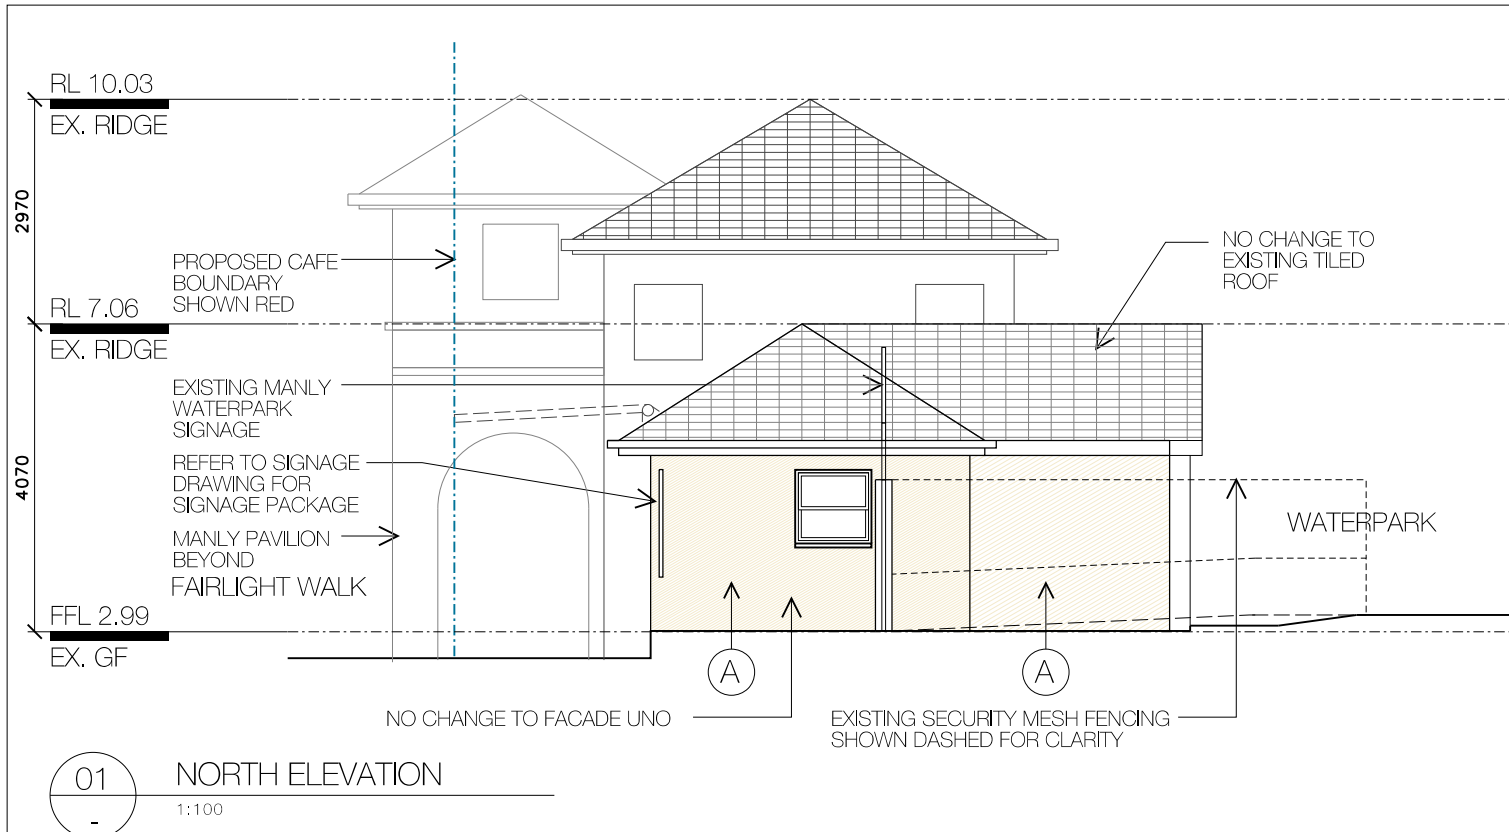 RL 10.03
EX. RIDGE
2970
PROPOSED CAFE
BOUNDARY
SHOWN RED
NO CHANGE TO
EXISTING TILED
ROOF
RL 7.06
EX. RIDGE
EXISTING MANLY
WATERPARK
SIGNAGE
REFER TO SIGNAGE
DRAWING FOR
SIGNAGE PACKAGE
4070
MANLY PAVILION
BEYOND
WATERPARK
FAIRLIGHT WALK
FFL 2.99
EX. GF
A
A
NO CHANGE TO FACADE UNO
EXISTING SECURITY MESH FENCING
SHOWN DASHED FOR CLARITY
01
-
NORTH ELEVATION
1:100